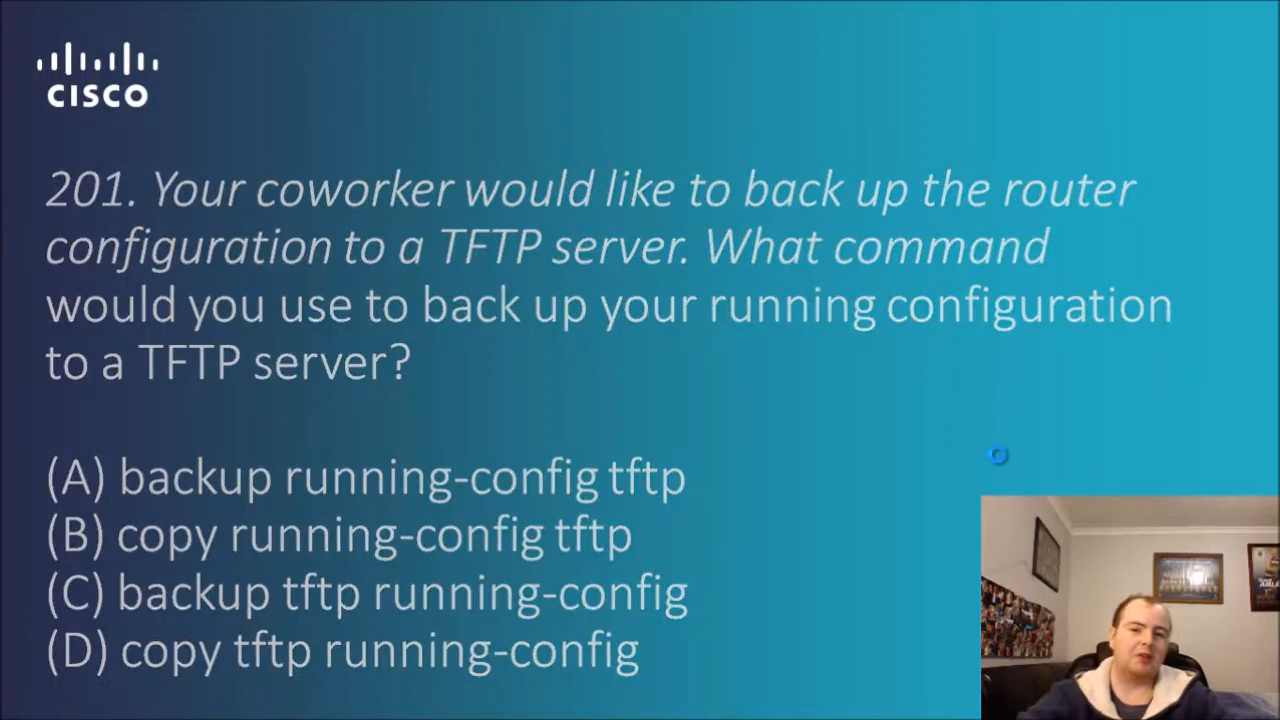 CISCO
201. Your coworker would like to back up the router
configuration to a TFTP server. What command
would you use to back up your running configuration
to a TFTP server?
(A) backup running-config tftp
(B) copy running-config tftp
(C) backup tftp running-config
(D) copy tftp running-config